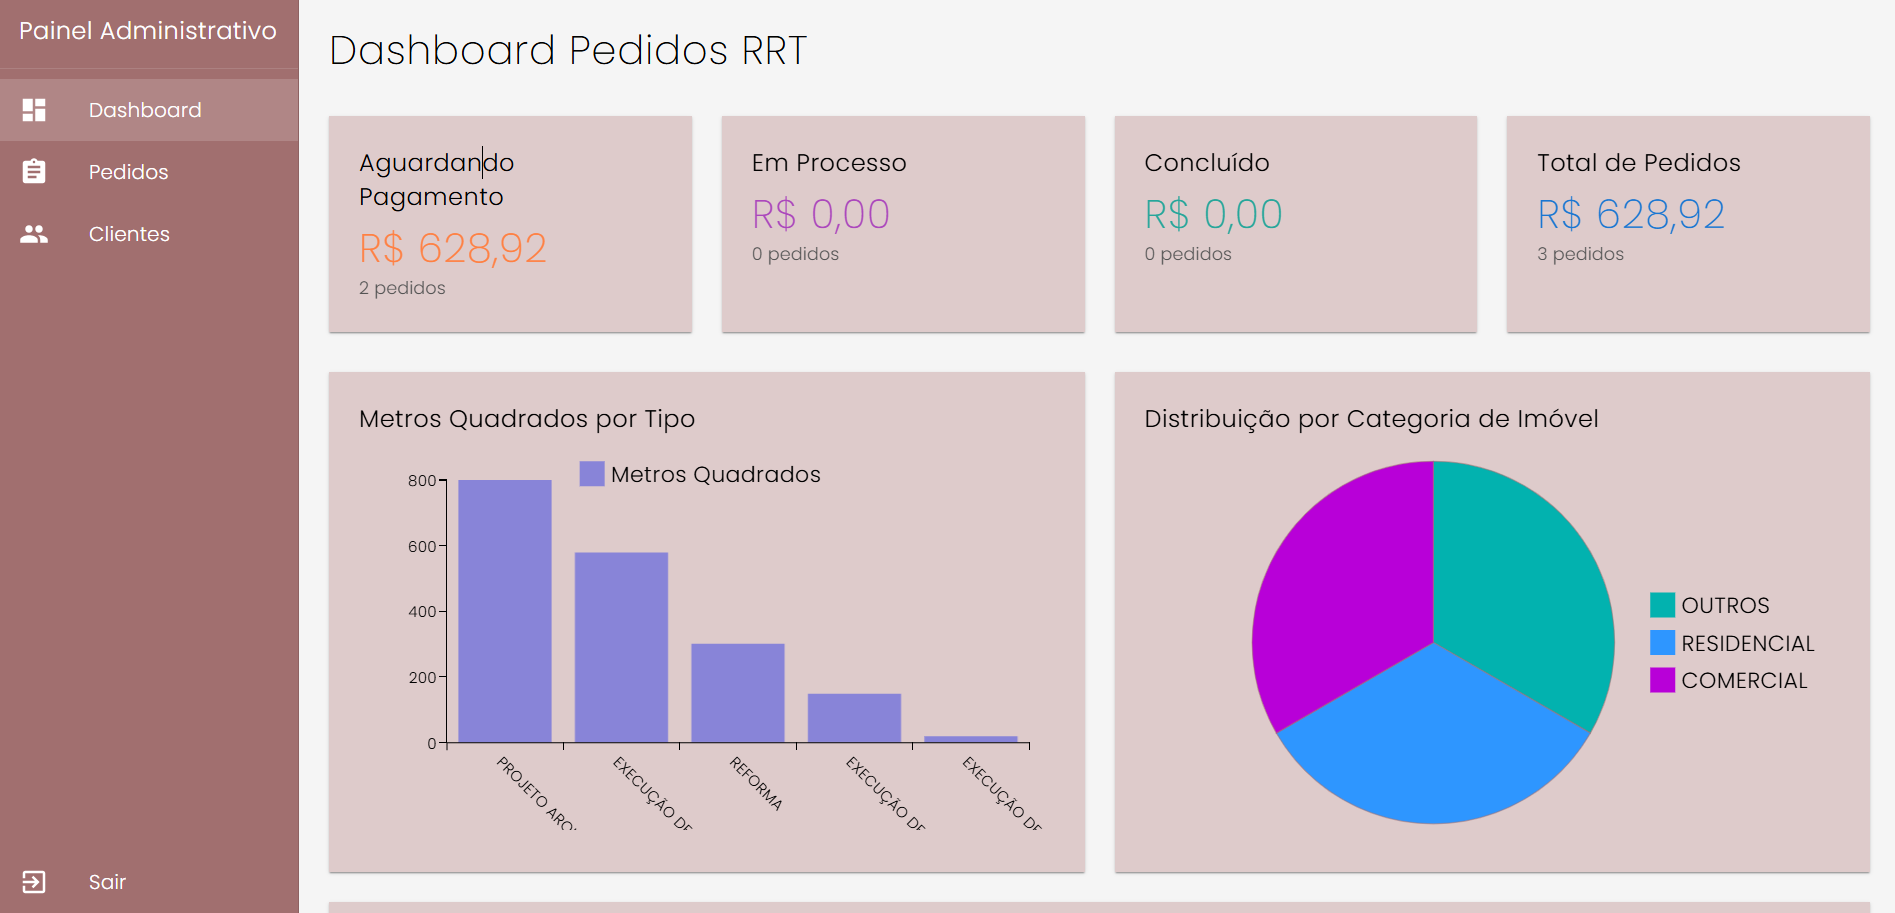 Painel Administrativo
Dashboard
Pedidos
Clientes
Sair
Dashboard Pedidos RRT
Aguardando
Pagamento
R$ 628,92
2 pedidos
Em Processo
R$ 0,00
0 pedidos
Concluído
R$ 0,00
0 pedidos
Total de Pedidos
R$ 628,92
3 pedidos
Metros Quadrados por Tipo
Metros Quadrados
800
600
400
200
0
PROJETO
EXECUÇÃO DE
REFORMA
EXECUÇÃO DE
EXECUÇÃO DE
Distribuição por Categoria de Imóvel
OUTROS
RESIDENCIAL
COMERCIAL